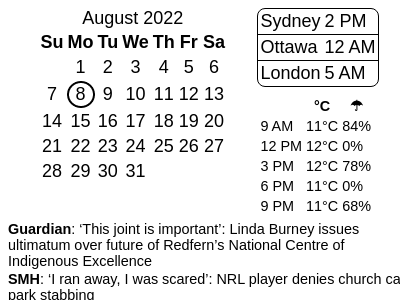 August 2022
Su Mo Tu We Th Fr Sa
1 2 3 4 5 6
7 8 9 10 11 12 13
14 15 16 17 18 19 20
21 22 23 24 25 26 27
28 29 30 31
Sydney 2 PM
Ottawa 12 AM
London 5 AM
°C ☂
9 AM 11°C 84%
12 PM 12°C 0%
3 PM 12°C 78%
6 PM 11°C 0%
9 PM 11°C 68%
Guardian: ‘This joint is important’: Linda Burney issues
ultimatum over future of Redfern’s National Centre of
Indigenous Excellence
SMH: ‘I ran away, I was scared’: NRL player denies church ca
park stabbing